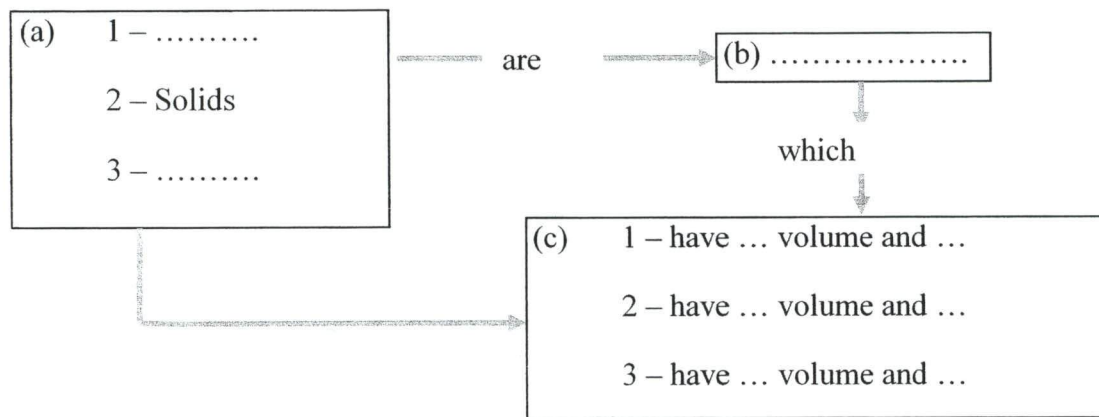 (a) 1 – ..........
2 – Solids
3 – ..........
are
(b) ...................
which
(c) 1 – have … volume and …
2 – have … volume and …
3 – have … volume and …